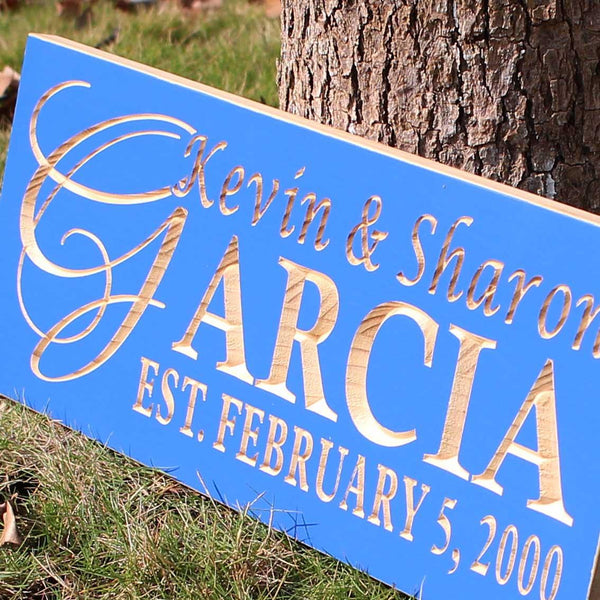 Kevin & Sharon
GARCIA
EST. FEBRUARY 5, 2000